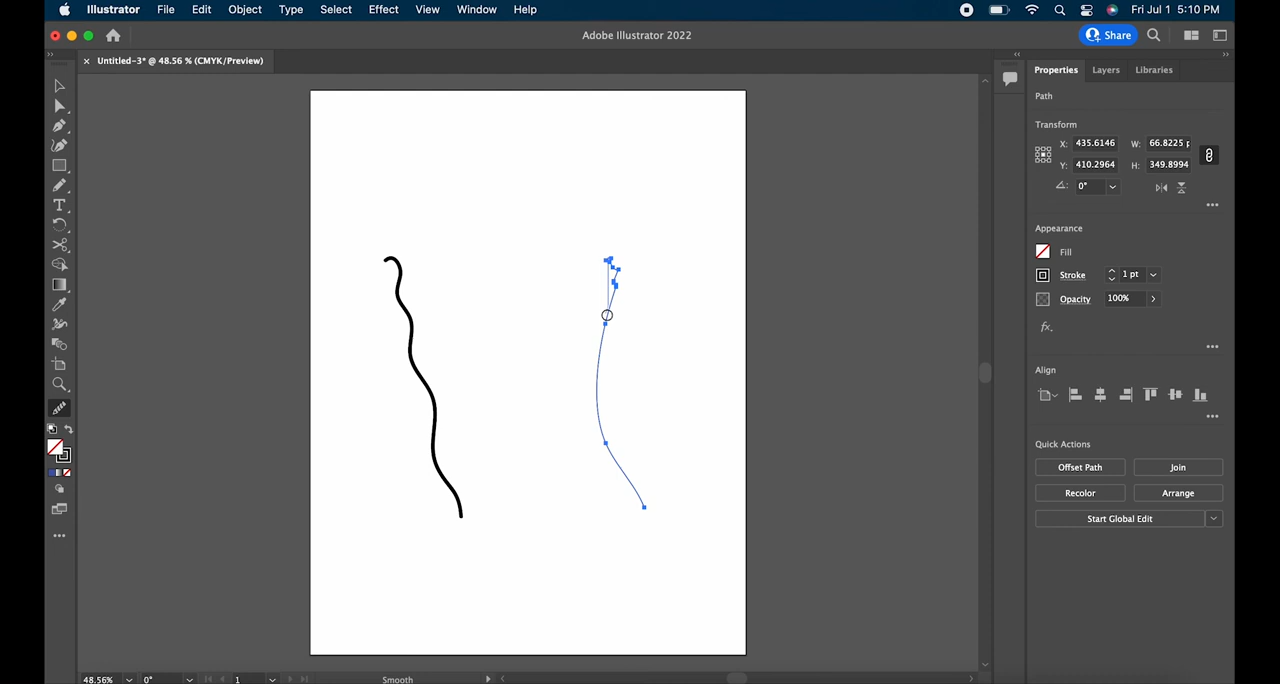 Illustrator File Edit Object Type Select Effect View Window Help Fri Jul 1 5:10 PM
Adobe Illustrator 2022 Share
× Untitled-3* @ 48.56 % (CMYK/Preview)
Properties Layers Libraries
Path
Transform
X: 435.6146 W: 66.8225 p
Y: 410.2964 H: 349.8994
0°
Appearance
Fill
Stroke 1 pt
Opacity 100%
fx.
Align
Quick Actions
Offset Path Join
Recolor Arrange
Start Global Edit
48.56% 0° 1 Smooth